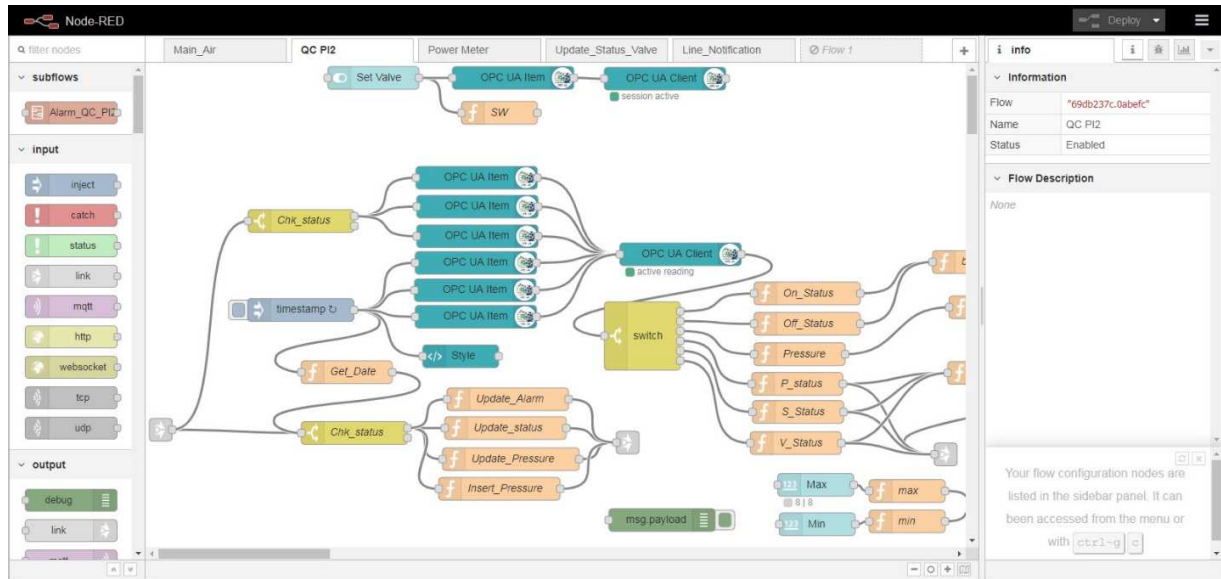 Node-RED
Deploy
filter nodes
Main_Air
QC PI2
Power Meter
Update_Status_Valve
Line_Notification
Flow 1
info
i
subflows
Alarm_QC_PI2
input
inject
catch
status
link
mqtt
http
websocket
tcp
udp
output
debug
link
Set Valve
OPC UA Item
OPC UA Client
session active
SW
Chk_status
OPC UA Item
OPC UA Item
OPC UA Item
OPC UA Item
OPC UA Item
OPC UA Item
OPC UA Client
active reading
timestamp ↻
Style
Get_Date
Chk_status
Update_Alarm
Update_status
Update_Pressure
Insert_Pressure
switch
On_Status
Off_Status
Pressure
P_status
S_Status
V_Status
123 Max
8 | 8
123 Min
max
min
msg.payload
Information
Flow "69db237c.0abefc"
Name QC PI2
Status Enabled
Flow Description
None
Your flow configuration nodes are
listed in the sidebar panel. It can
been accessed from the menu or
with ctrl-g c